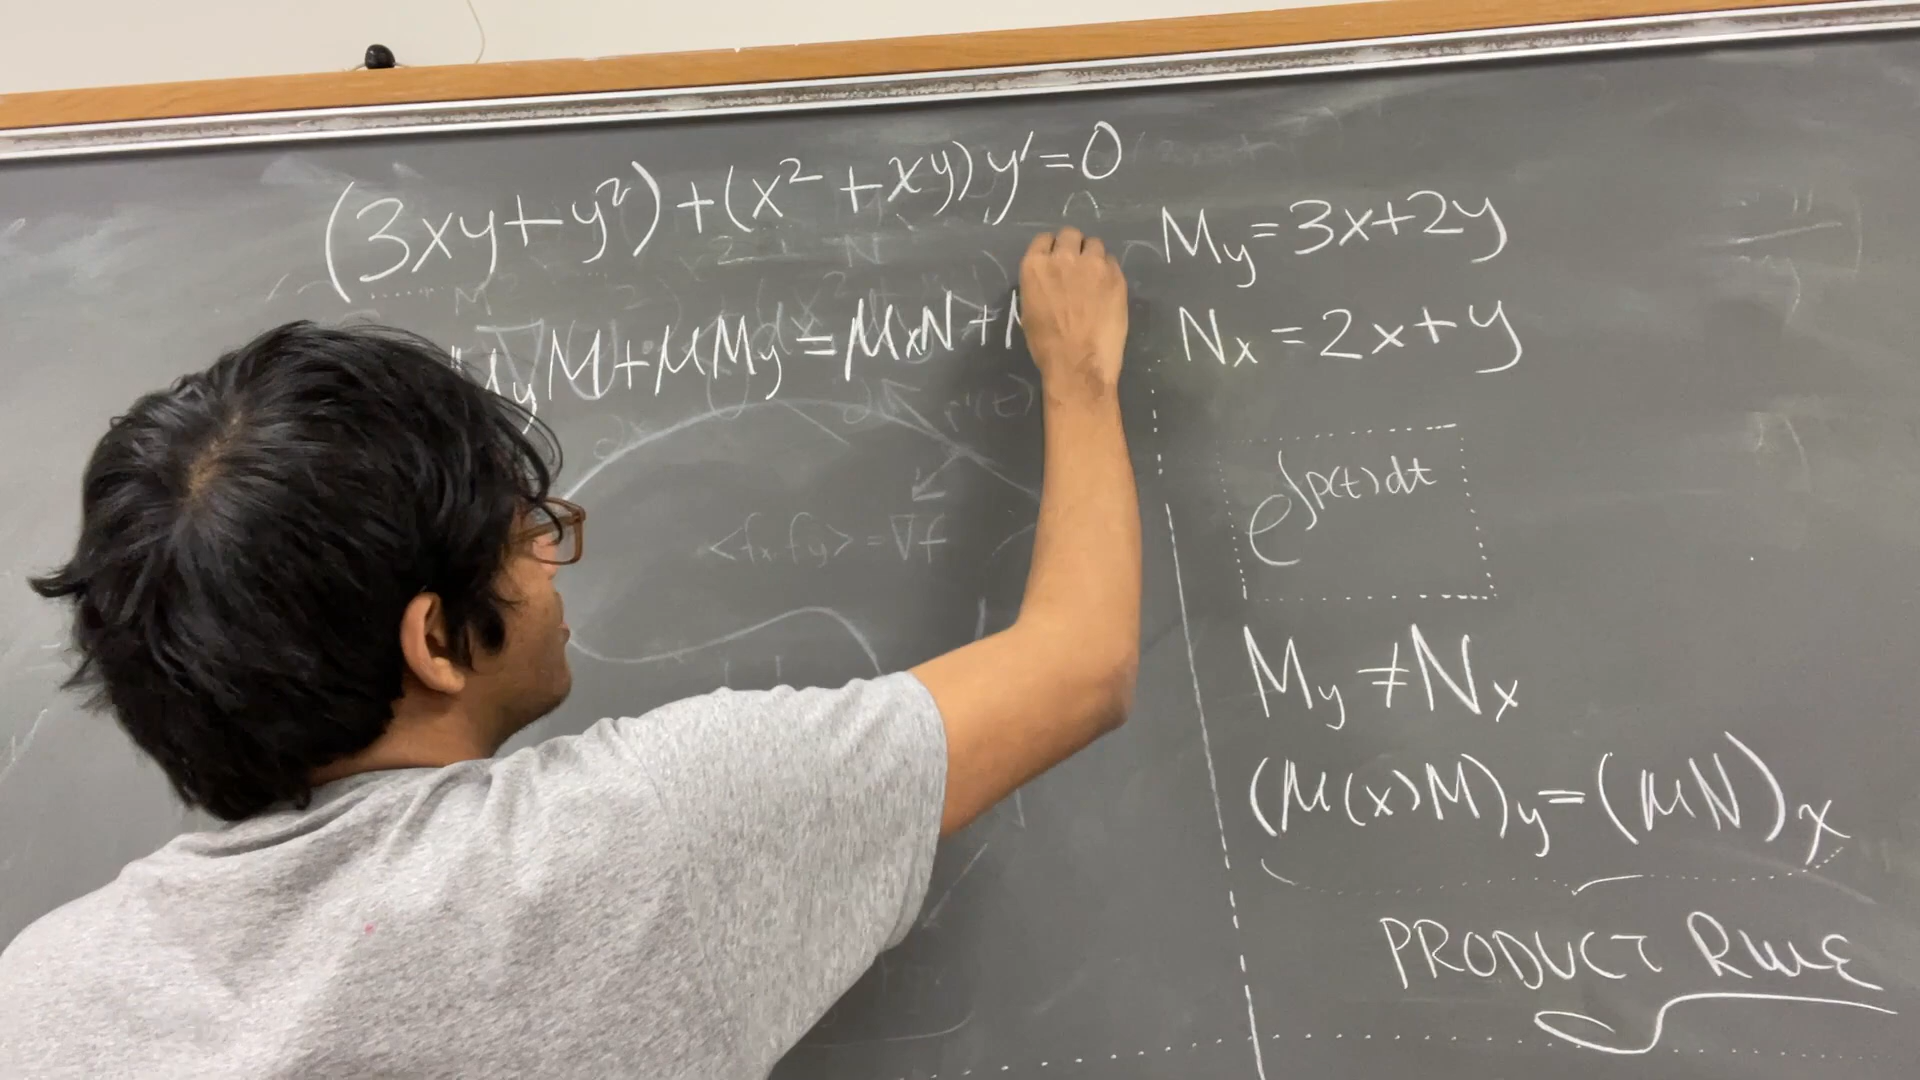 (3xy+y²)+(x²+xy)y'=0
μyM+μMy=μxN+
<fx, fy> = ∇f
r'(t)
My=3x+2y
Nx=2x+y
e^∫p(t)dt
My≠Nx
(μ(x)M)y=(μN)x
PRODUCT RULE